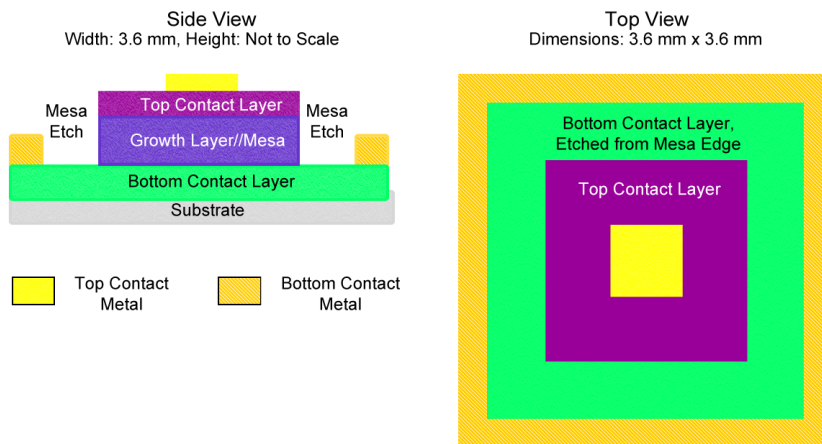 Side View
Width: 3.6 mm, Height: Not to Scale
Mesa
Etch
Top Contact Layer
Mesa
Etch
Growth Layer//Mesa
Bottom Contact Layer
Substrate
Top Contact
Metal
Bottom Contact
Metal
Top View
Dimensions: 3.6 mm x 3.6 mm
Bottom Contact Layer,
Etched from Mesa Edge
Top Contact Layer